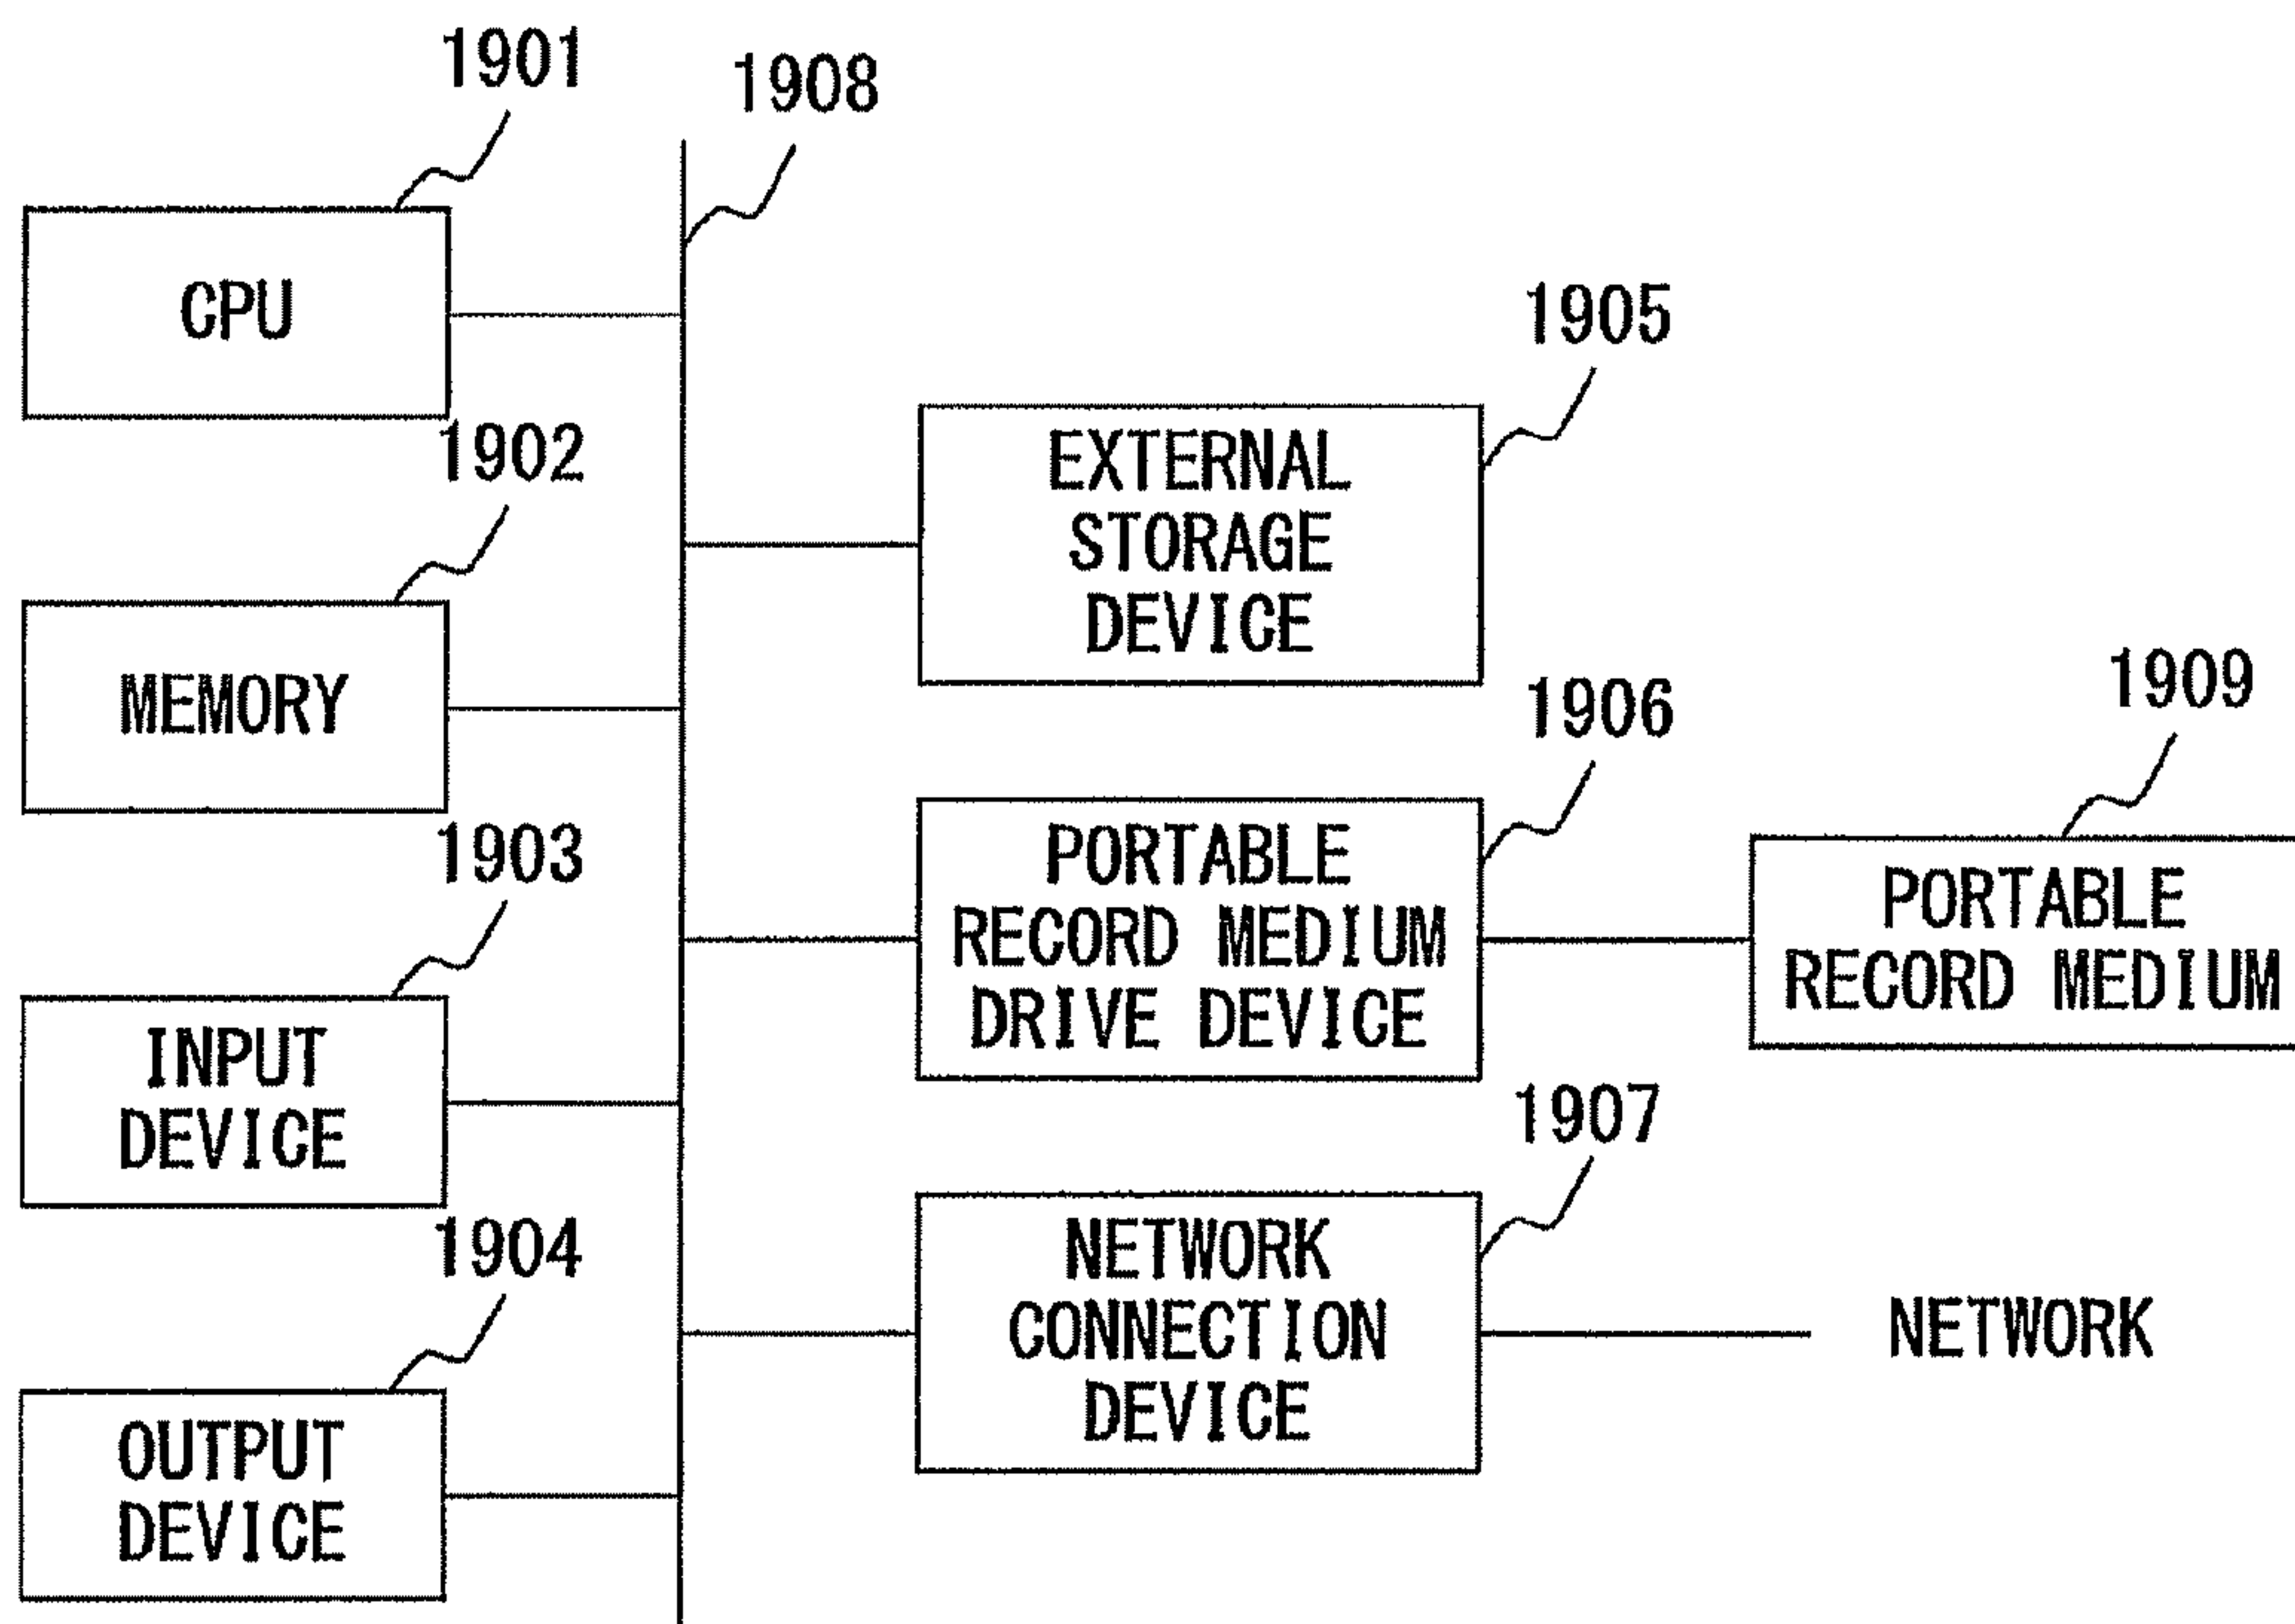 1901
1908
CPU
1902
1905
EXTERNAL
STORAGE
DEVICE
MEMORY
1903
1906
1909
PORTABLE
RECORD MEDIUM
DRIVE DEVICE
PORTABLE
RECORD MEDIUM
INPUT
DEVICE
1904
1907
NETWORK
CONNECTION
DEVICE
NETWORK
OUTPUT
DEVICE